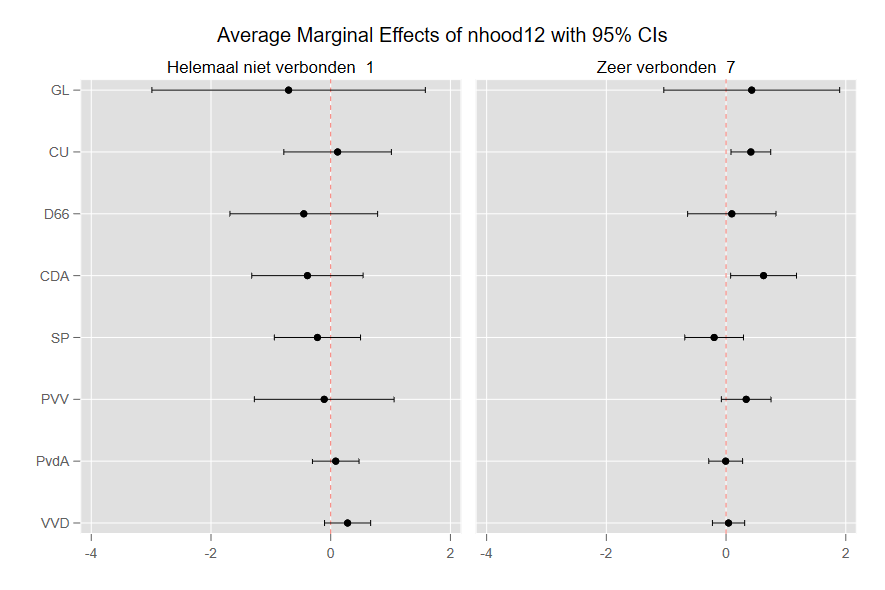 Average Marginal Effects of nhood12 with 95% CIs
Helemaal niet verbonden  1
Zeer verbonden  7
GL
CU
D66
CDA
SP
PVV
PvdA
VVD
-4 -2 0 2
-4 -2 0 2